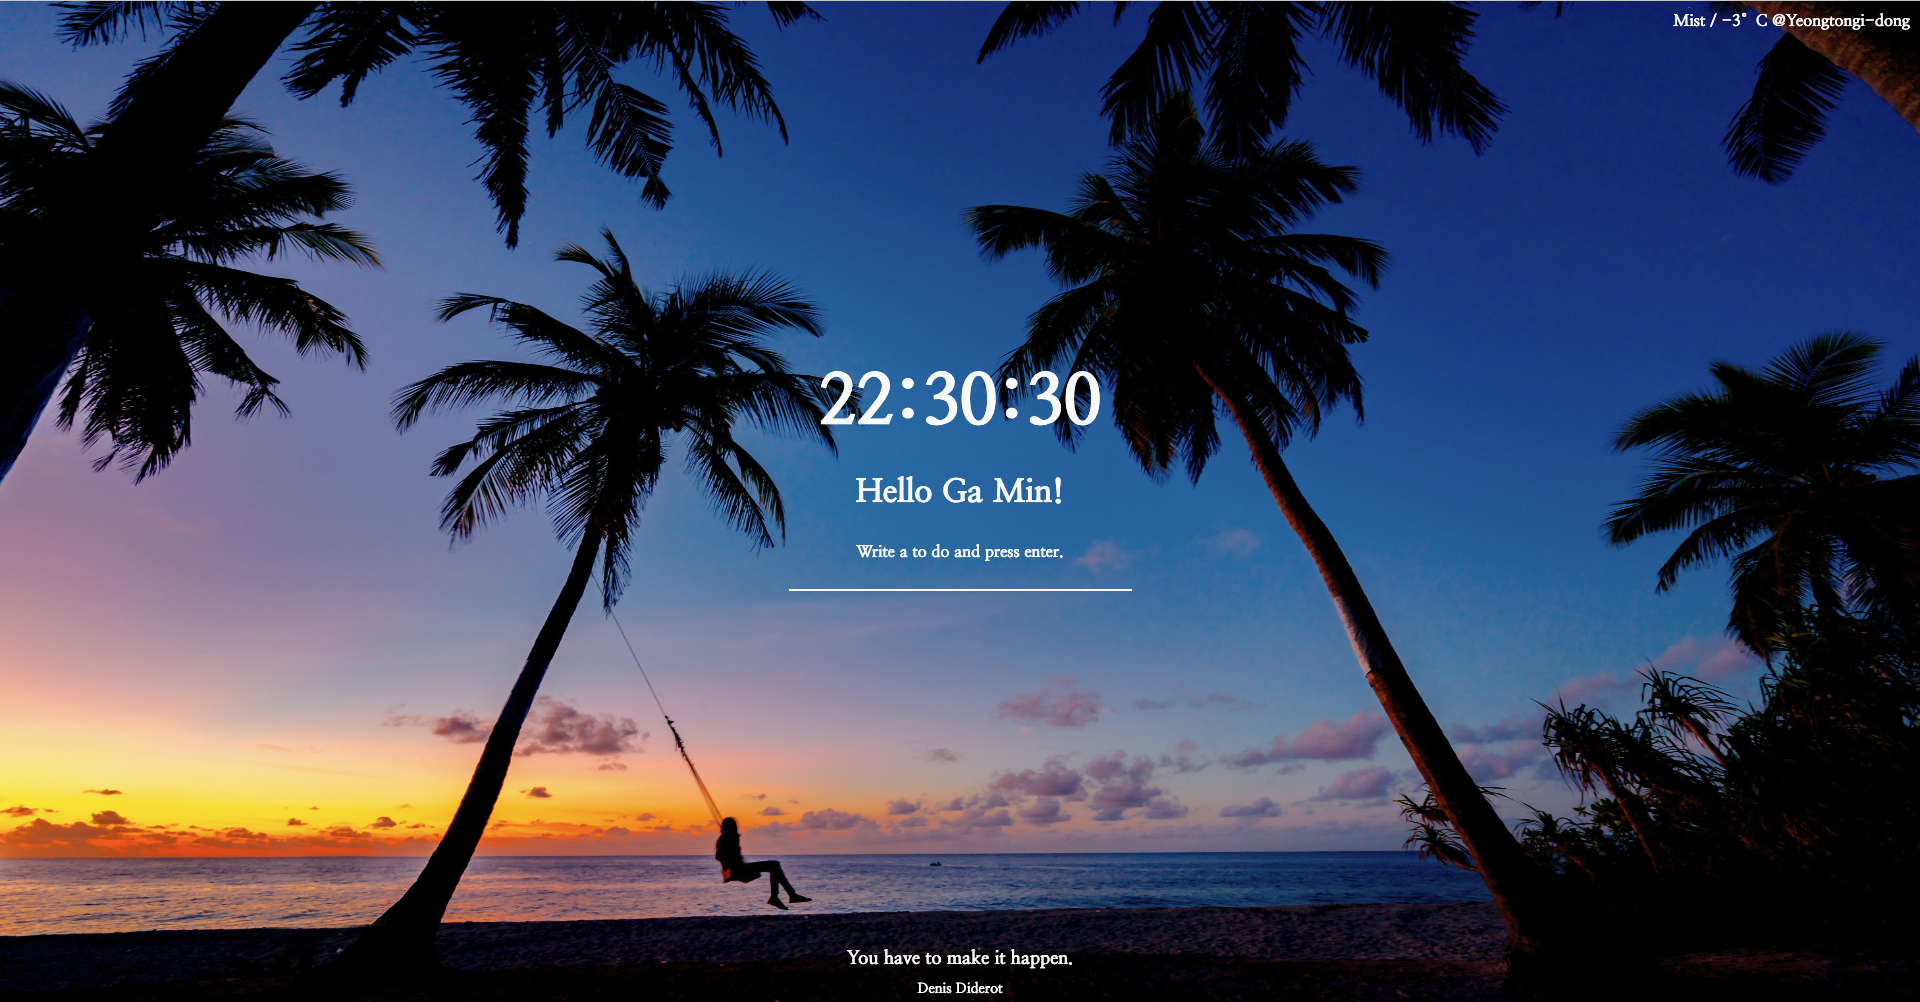 Mist / -3° C @Yeongtongi-dong
22:30:30
Hello Ga Min!
Write a to do and press enter.
You have to make it happen.
Denis Diderot